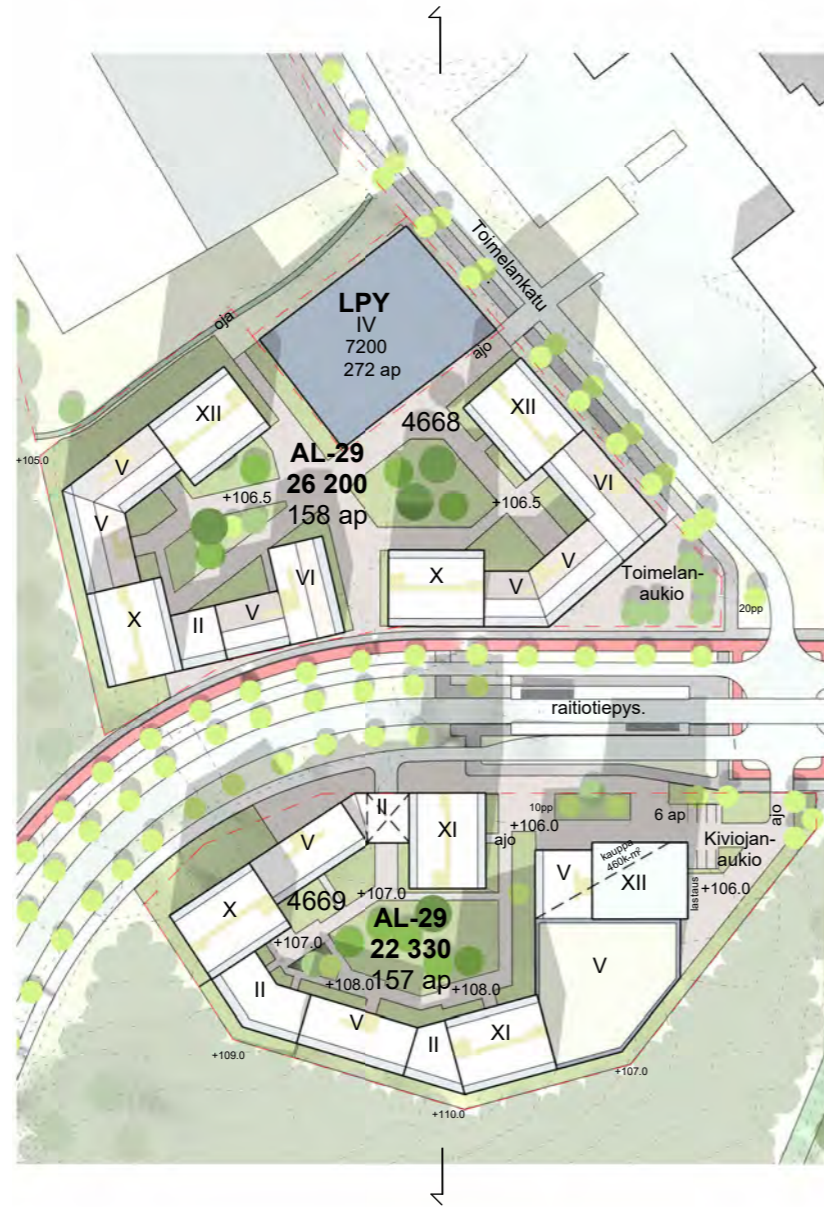 Toimelankatu
oja
LPY
IV
7200
272 ap
ajo
XII
XII
4668
AL-29
26 200
158 ap
+105.0
V
V
+106.5
+106.5
VI
X
II
V
VI
X
V
V
Toimelan-
aukio
20pp
raitiotiepys.
II
V
XI
ajo
10pp
+106.0
6 ap
ajo
Kiviojan-
aukio
kauppa
460k-m²
V
XII
lastaus
+106.0
+107.0
X
4669
AL-29
22 330
157 ap
+107.0
+108.0
+108.0
V
II
V
II
XI
+109.0
+107.0
+110.0